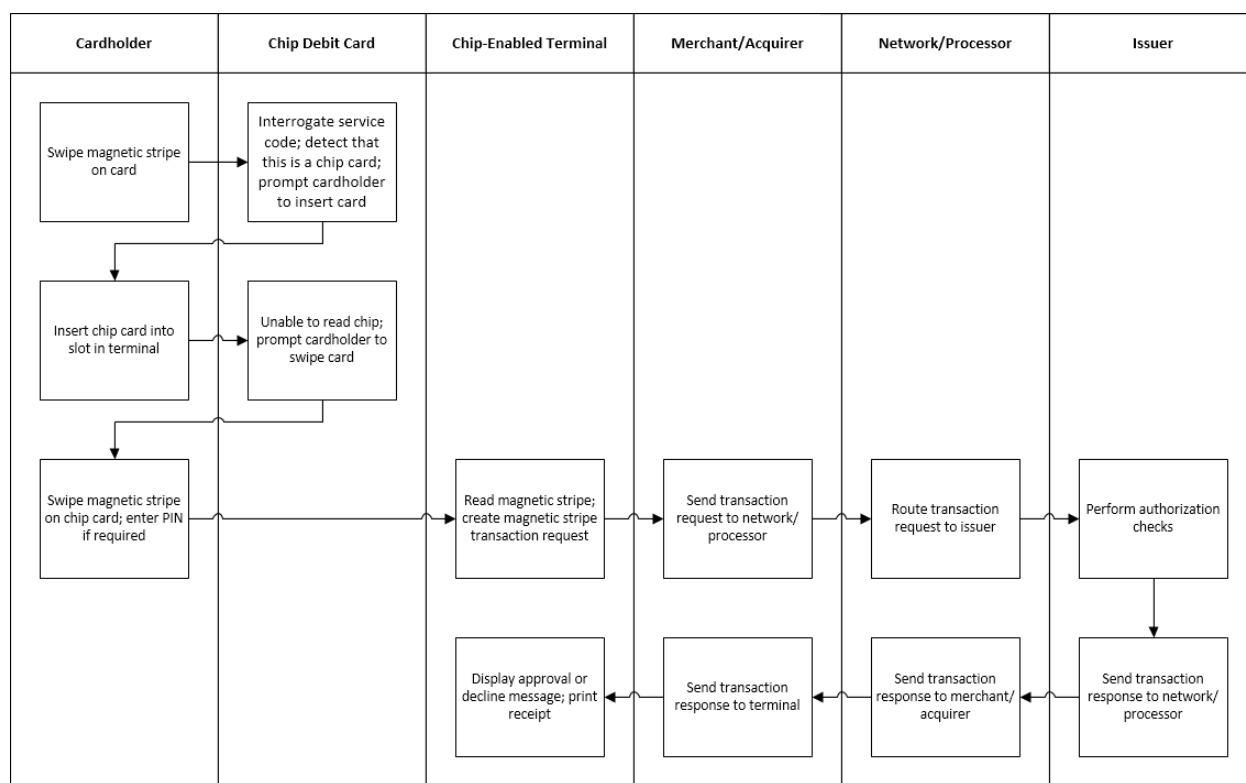 Cardholder
Chip Debit Card
Chip-Enabled Terminal
Merchant/Acquirer
Network/Processor
Issuer
Swipe magnetic stripe
on card
Interrogate service
code; detect that
this is a chip card;
prompt cardholder
to insert card
Insert chip card into
slot in terminal
Unable to read chip;
prompt cardholder to
swipe card
Swipe magnetic stripe
on chip card; enter PIN
if required
Read magnetic stripe;
create magnetic stripe
transaction request
Send transaction
request to network/
processor
Route transaction
request to issuer
Perform authorization
checks
Display approval or
decline message; print
receipt
Send transaction
response to terminal
Send transaction
response to merchant/
acquirer
Send transaction
response to network/
processor